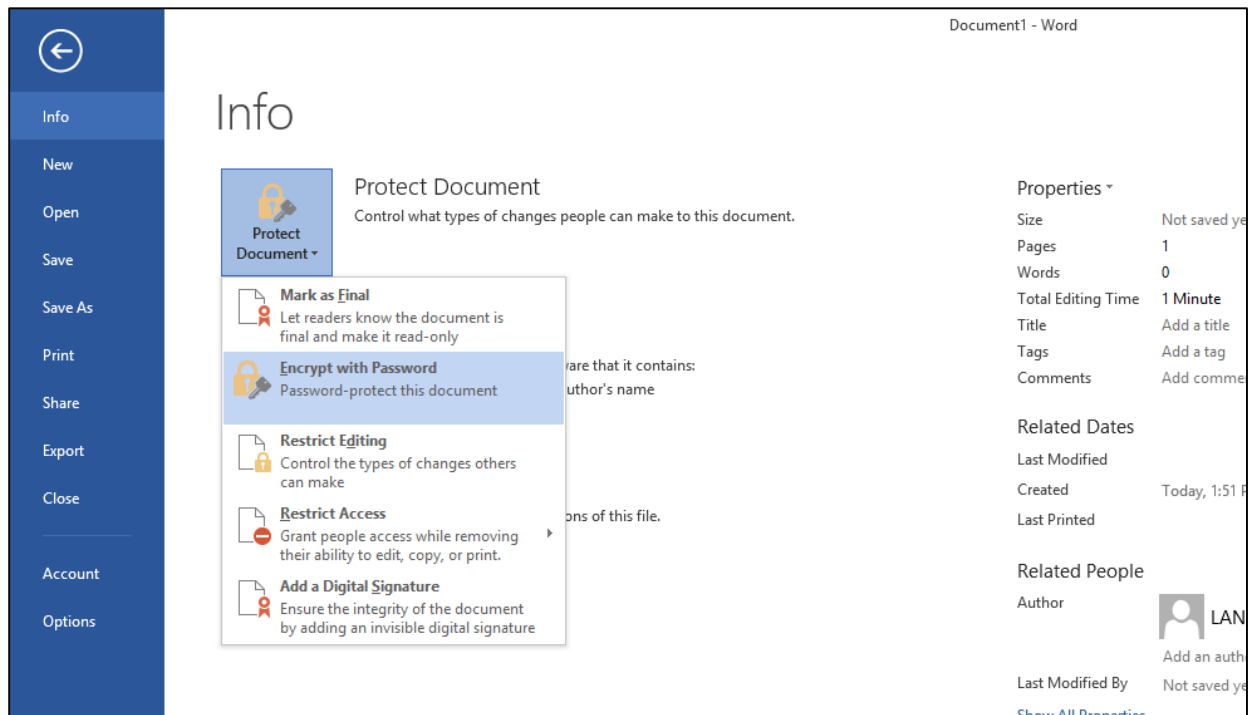 Document1 - Word
Info
New
Open
Save
Save As
Print
Share
Export
Close
Account
Options
Info
Protect
Document
Protect Document
Control what types of changes people can make to this document.
Mark as Final
Let readers know the document is
final and make it read-only
Encrypt with Password
Password-protect this document
Restrict Editing
Control the types of changes others
can make
Restrict Access
Grant people access while removing
their ability to edit, copy, or print.
Add a Digital Signature
Ensure the integrity of the document
by adding an invisible digital signature
that it contains:
name
of this file.
Properties
Size Not saved
Pages 1
Words 0
Total Editing Time 1 Minute
Title Add a title
Tags Add a tag
Comments Add
Related Dates
Last Modified
Created Today, 1:51
Last Printed
Related People
Author
LAN
Add an
Last Modified By Not saved
Show All Properties